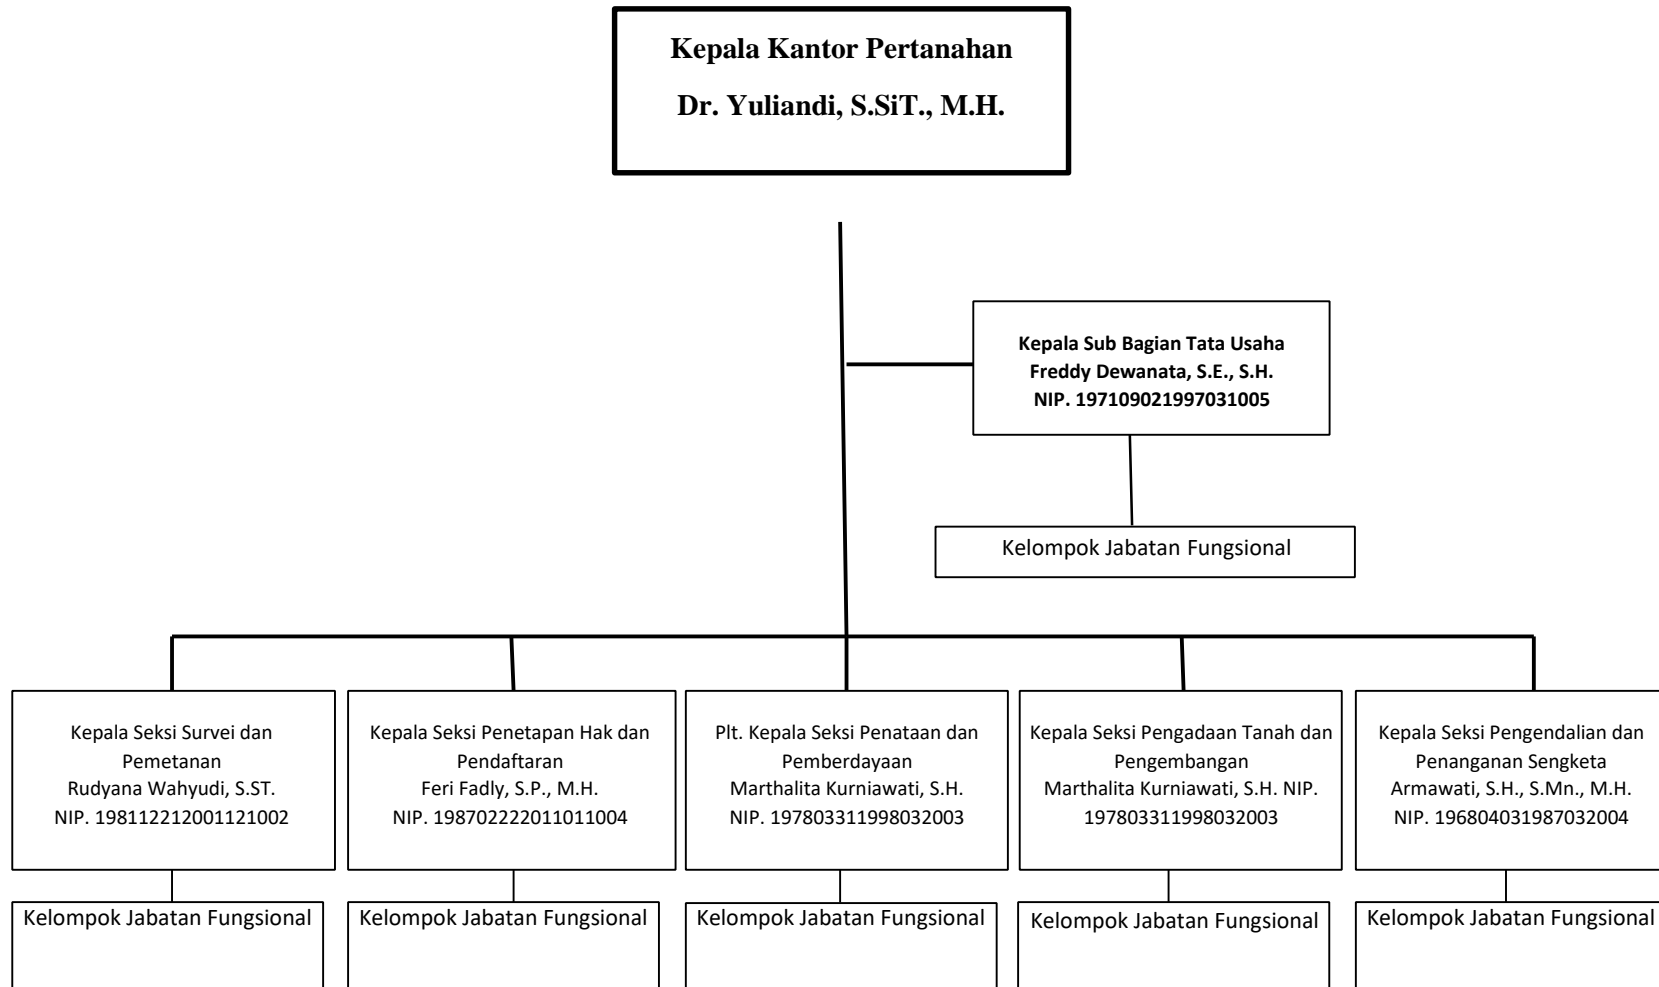 Kepala Kantor Pertanahan
Dr. Yuliandi, S.SiT., M.H.
Kepala Sub Bagian Tata Usaha
Freddy Dewanata, S.E., S.H.
NIP. 197109021997031005
Kelompok Jabatan Fungsional
Kepala Seksi Survei dan
Pemetanan
Rudyana Wahyudi, S.ST.
NIP. 198112212001121002
Kepala Seksi Penetapan Hak dan
Pendaftaran
Feri Fadly, S.P., M.H.
NIP. 198702222011011004
Plt. Kepala Seksi Penataan dan
Pemberdayaan
Marthalita Kurniawati, S.H.
NIP. 197803311998032003
Kepala Seksi Pengadaan Tanah dan
Pengembangan
Marthalita Kurniawati, S.H. NIP.
197803311998032003
Kepala Seksi Pengendalian dan
Penanganan Sengketa
Armawati, S.H., S.Mn., M.H.
NIP. 196804031987032004
Kelompok Jabatan Fungsional
Kelompok Jabatan Fungsional
Kelompok Jabatan Fungsional
Kelompok Jabatan Fungsional
Kelompok Jabatan Fungsional